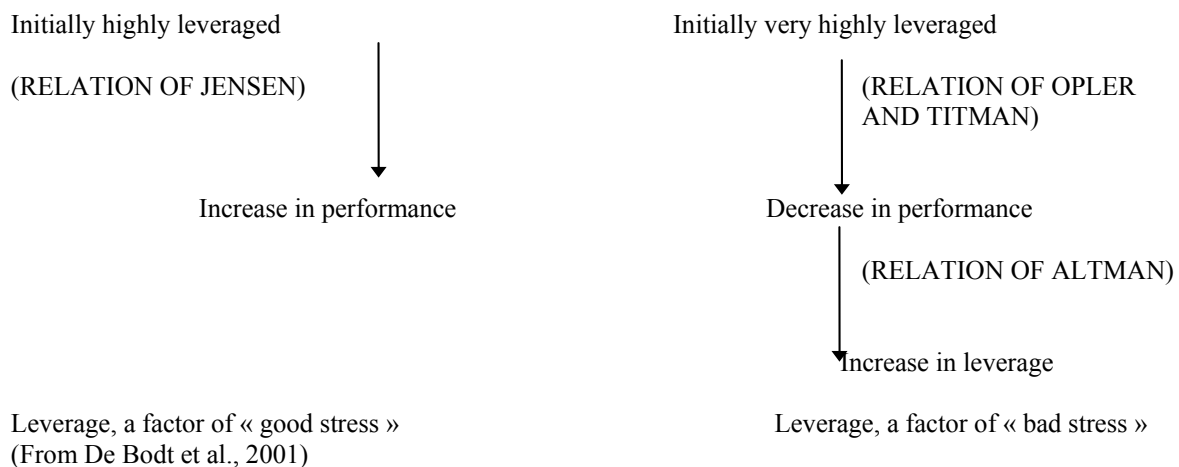 Initially highly leveraged
(RELATION OF JENSEN)
Increase in performance
Leverage, a factor of « good stress »
(From De Bodt et al., 2001)
Initially very highly leveraged
(RELATION OF OPLER
AND TITMAN)
Decrease in performance
(RELATION OF ALTMAN)
Increase in leverage
Leverage, a factor of « bad stress »